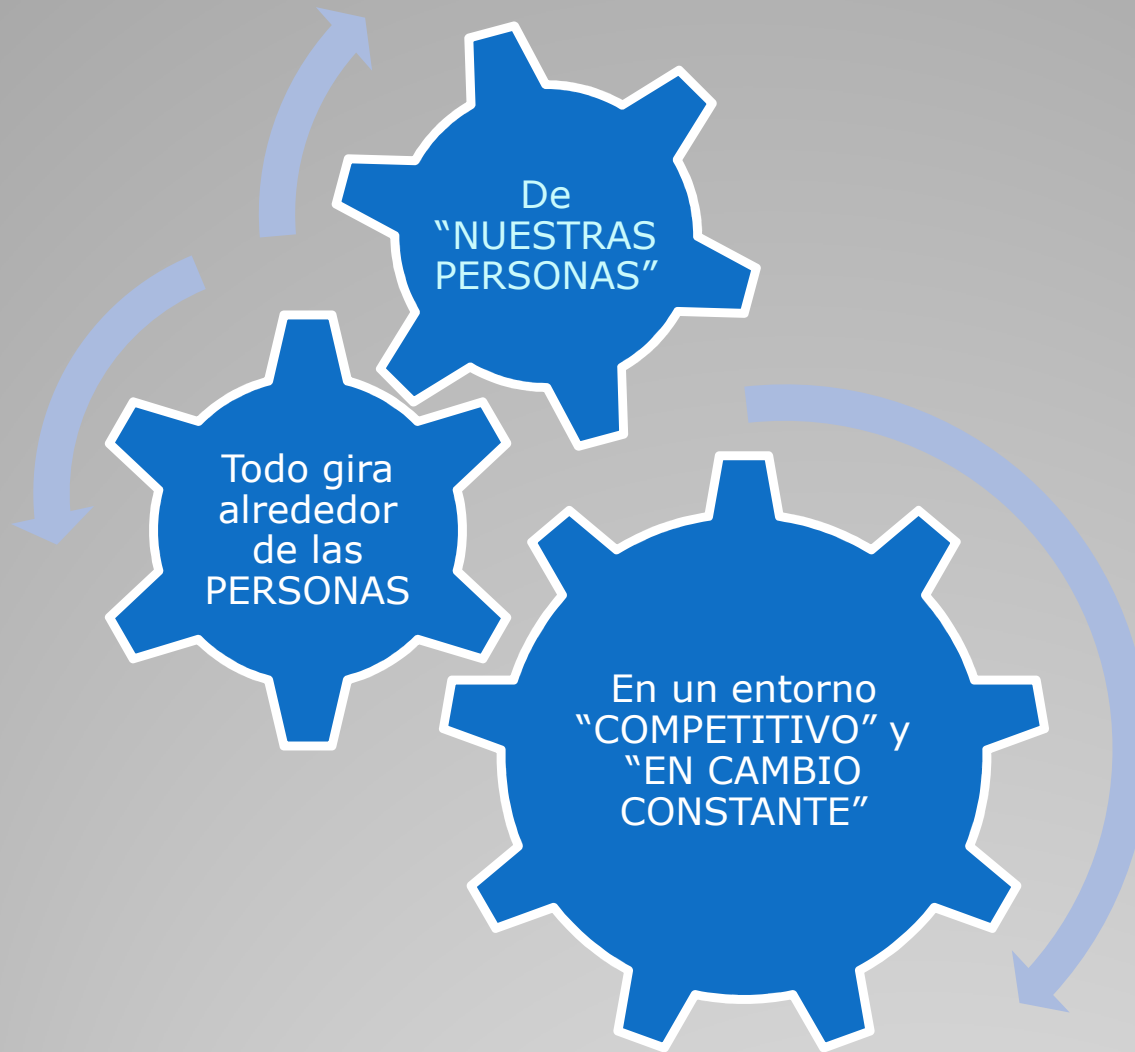 De
“NUESTRAS
PERSONAS”
Todo gira
alrededor
de las
PERSONAS
En un entorno
“COMPETITIVO” y
“EN CAMBIO
CONSTANTE”